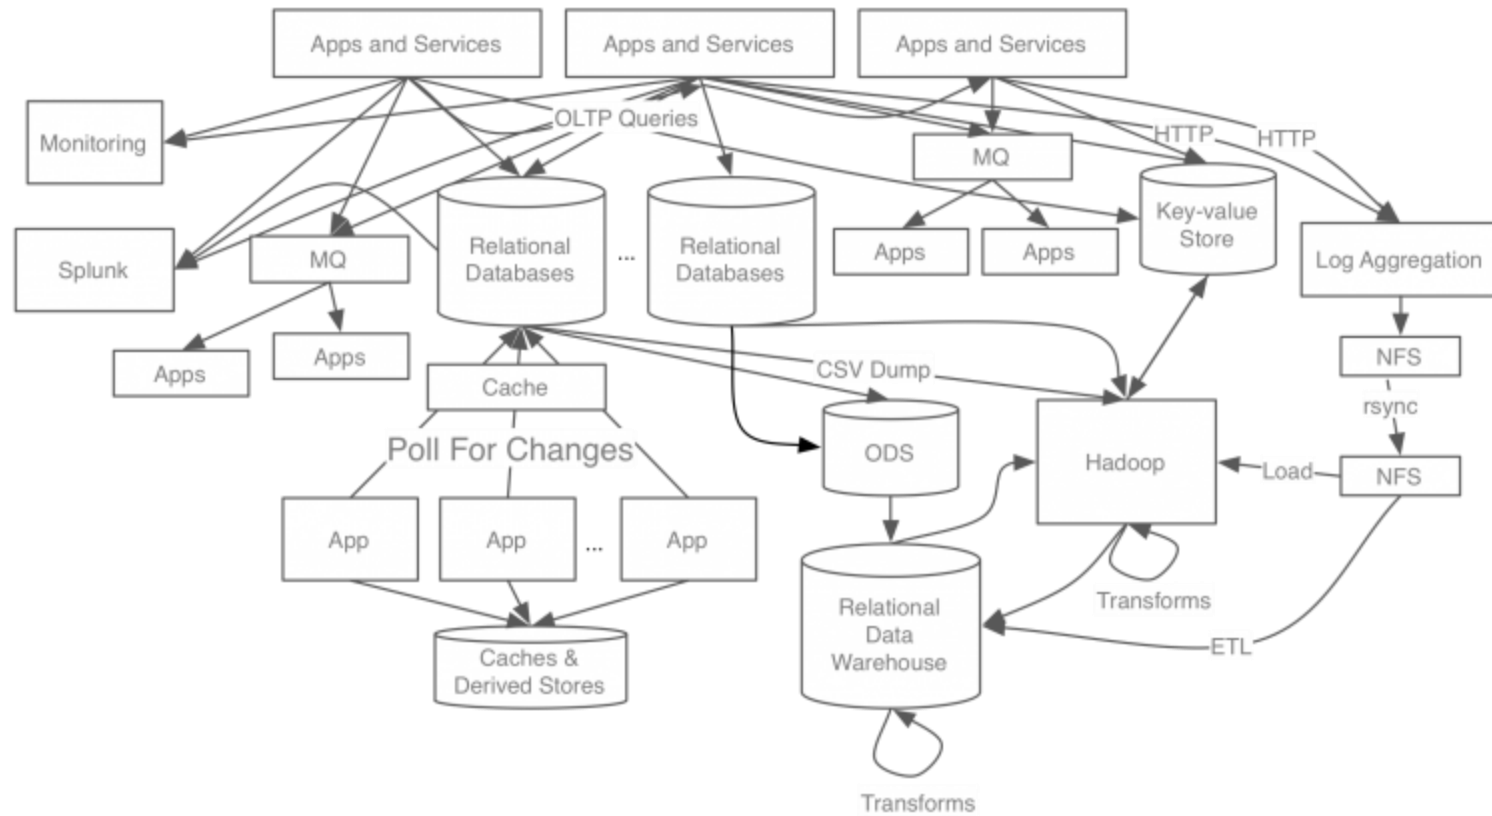 Apps and Services
Apps and Services
Apps and Services
Monitoring
OLTP Queries
HTTP
HTTP
MQ
Splunk
MQ
Relational
Databases
...
Relational
Databases
Apps
Apps
Key-value
Store
Log Aggregation
Apps
Apps
Cache
CSV Dump
NFS
rsync
Poll For Changes
ODS
Hadoop
Load
NFS
App
App
...
App
Transforms
Relational
Data
Warehouse
ETL
Caches &
Derived Stores
Transforms